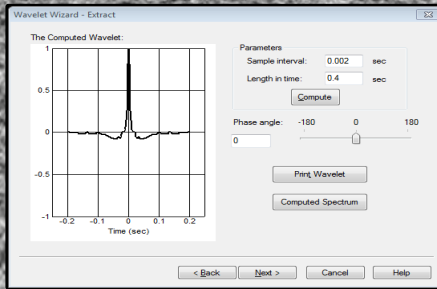 Wavelet Wizard - Extract
The Computed Wavelet:
1
0.5
0
-0.5
-1
-0.2 -0.1 0 0.1 0.2
Time (sec)
Parameters
Sample interval: 0.002 sec
Length in time: 0.4 sec
Compute
Phase angle: -180 0 180
0
Print Wavelet
Computed Spectrum
< Back Next > Cancel Help